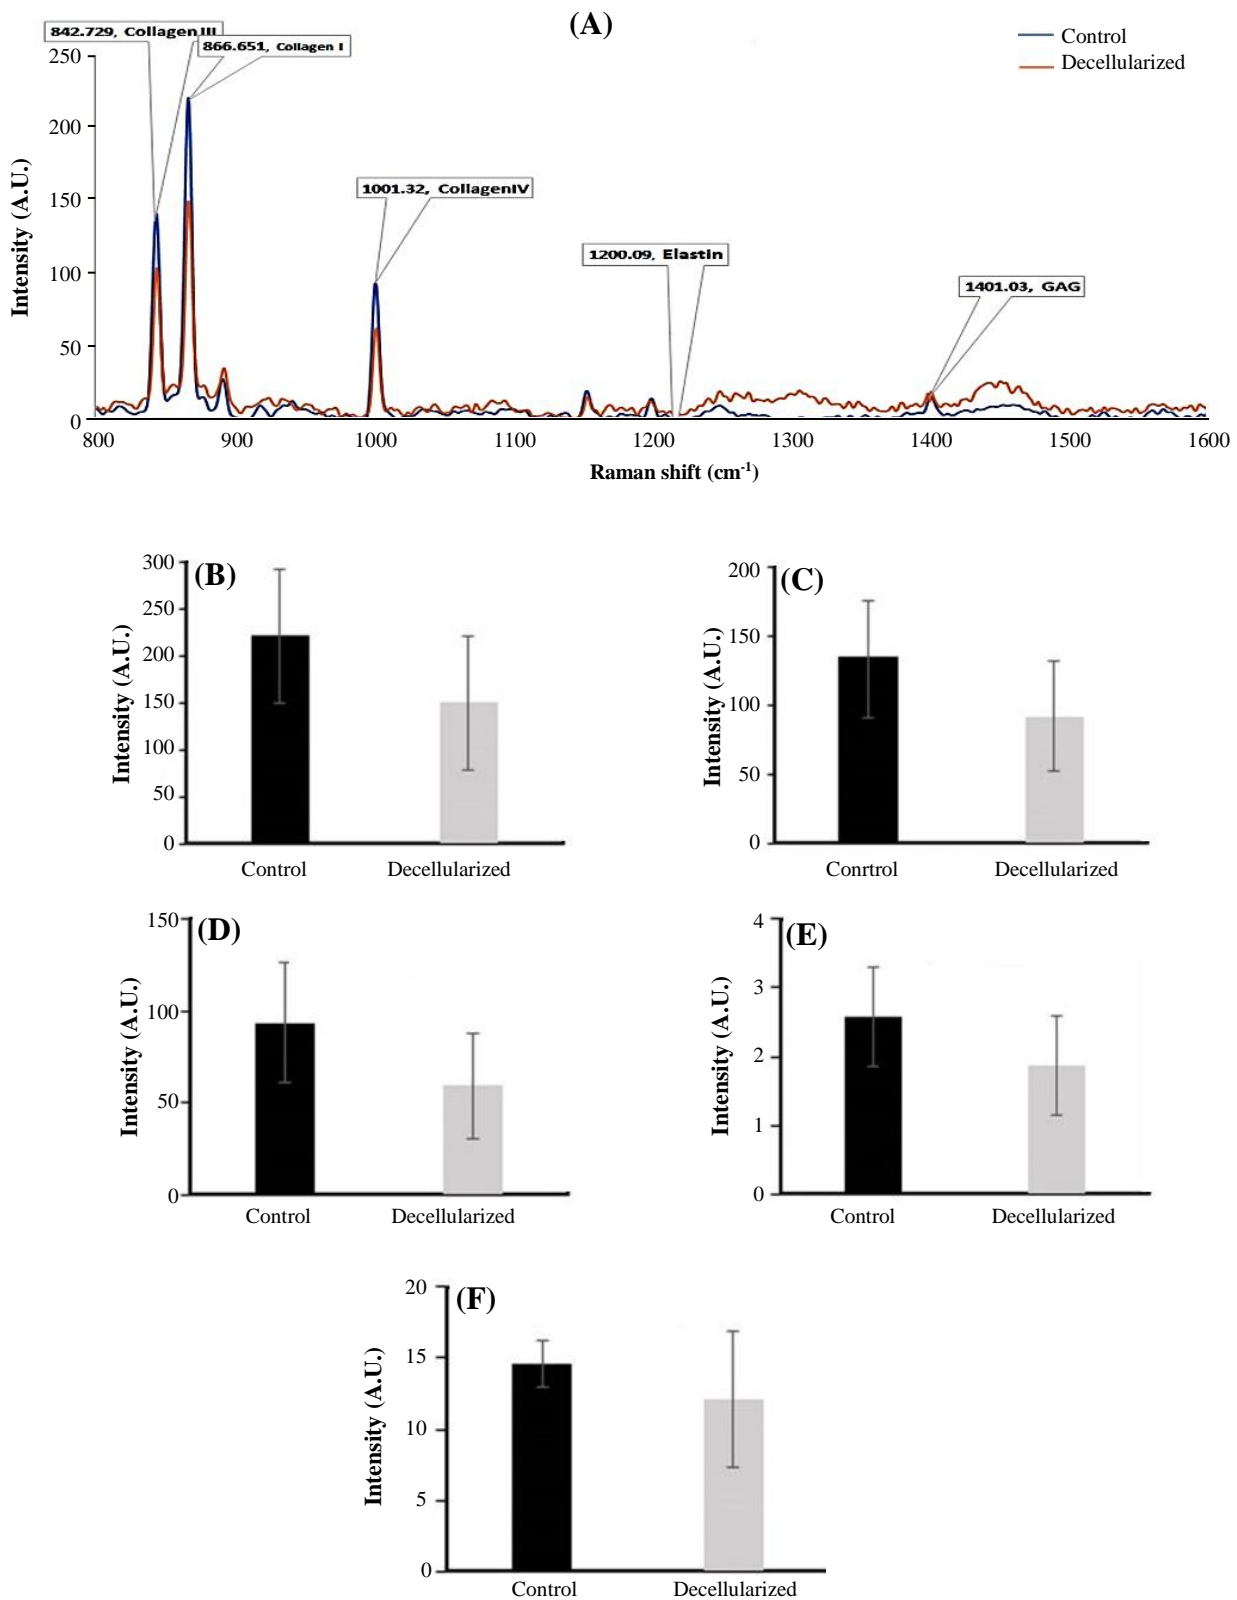 (A)
842.729, Collagen III
866.651, Collagen I
Control
Decellularized
250
200
150
100
50
0
Intensity (A.U.)
1001.32, CollagenIV
1200.09, Elastin
1401.03, GAG
800 900 1000 1100 1200 1300 1400 1500 1600
Raman shift (cm-1)
(B)
300
250
200
150
100
50
0
Intensity (A.U.)
Control Decellularized
(C)
200
150
100
50
0
Intensity (A.U.)
Conrtrol Decellularized
(D)
150
100
50
0
Intensity (A.U.)
Control Decellularized
(E)
4
3
2
1
0
Intensity (A.U.)
Control Decellularized
(F)
20
15
10
5
0
Intensity (A.U.)
Control Decellularized